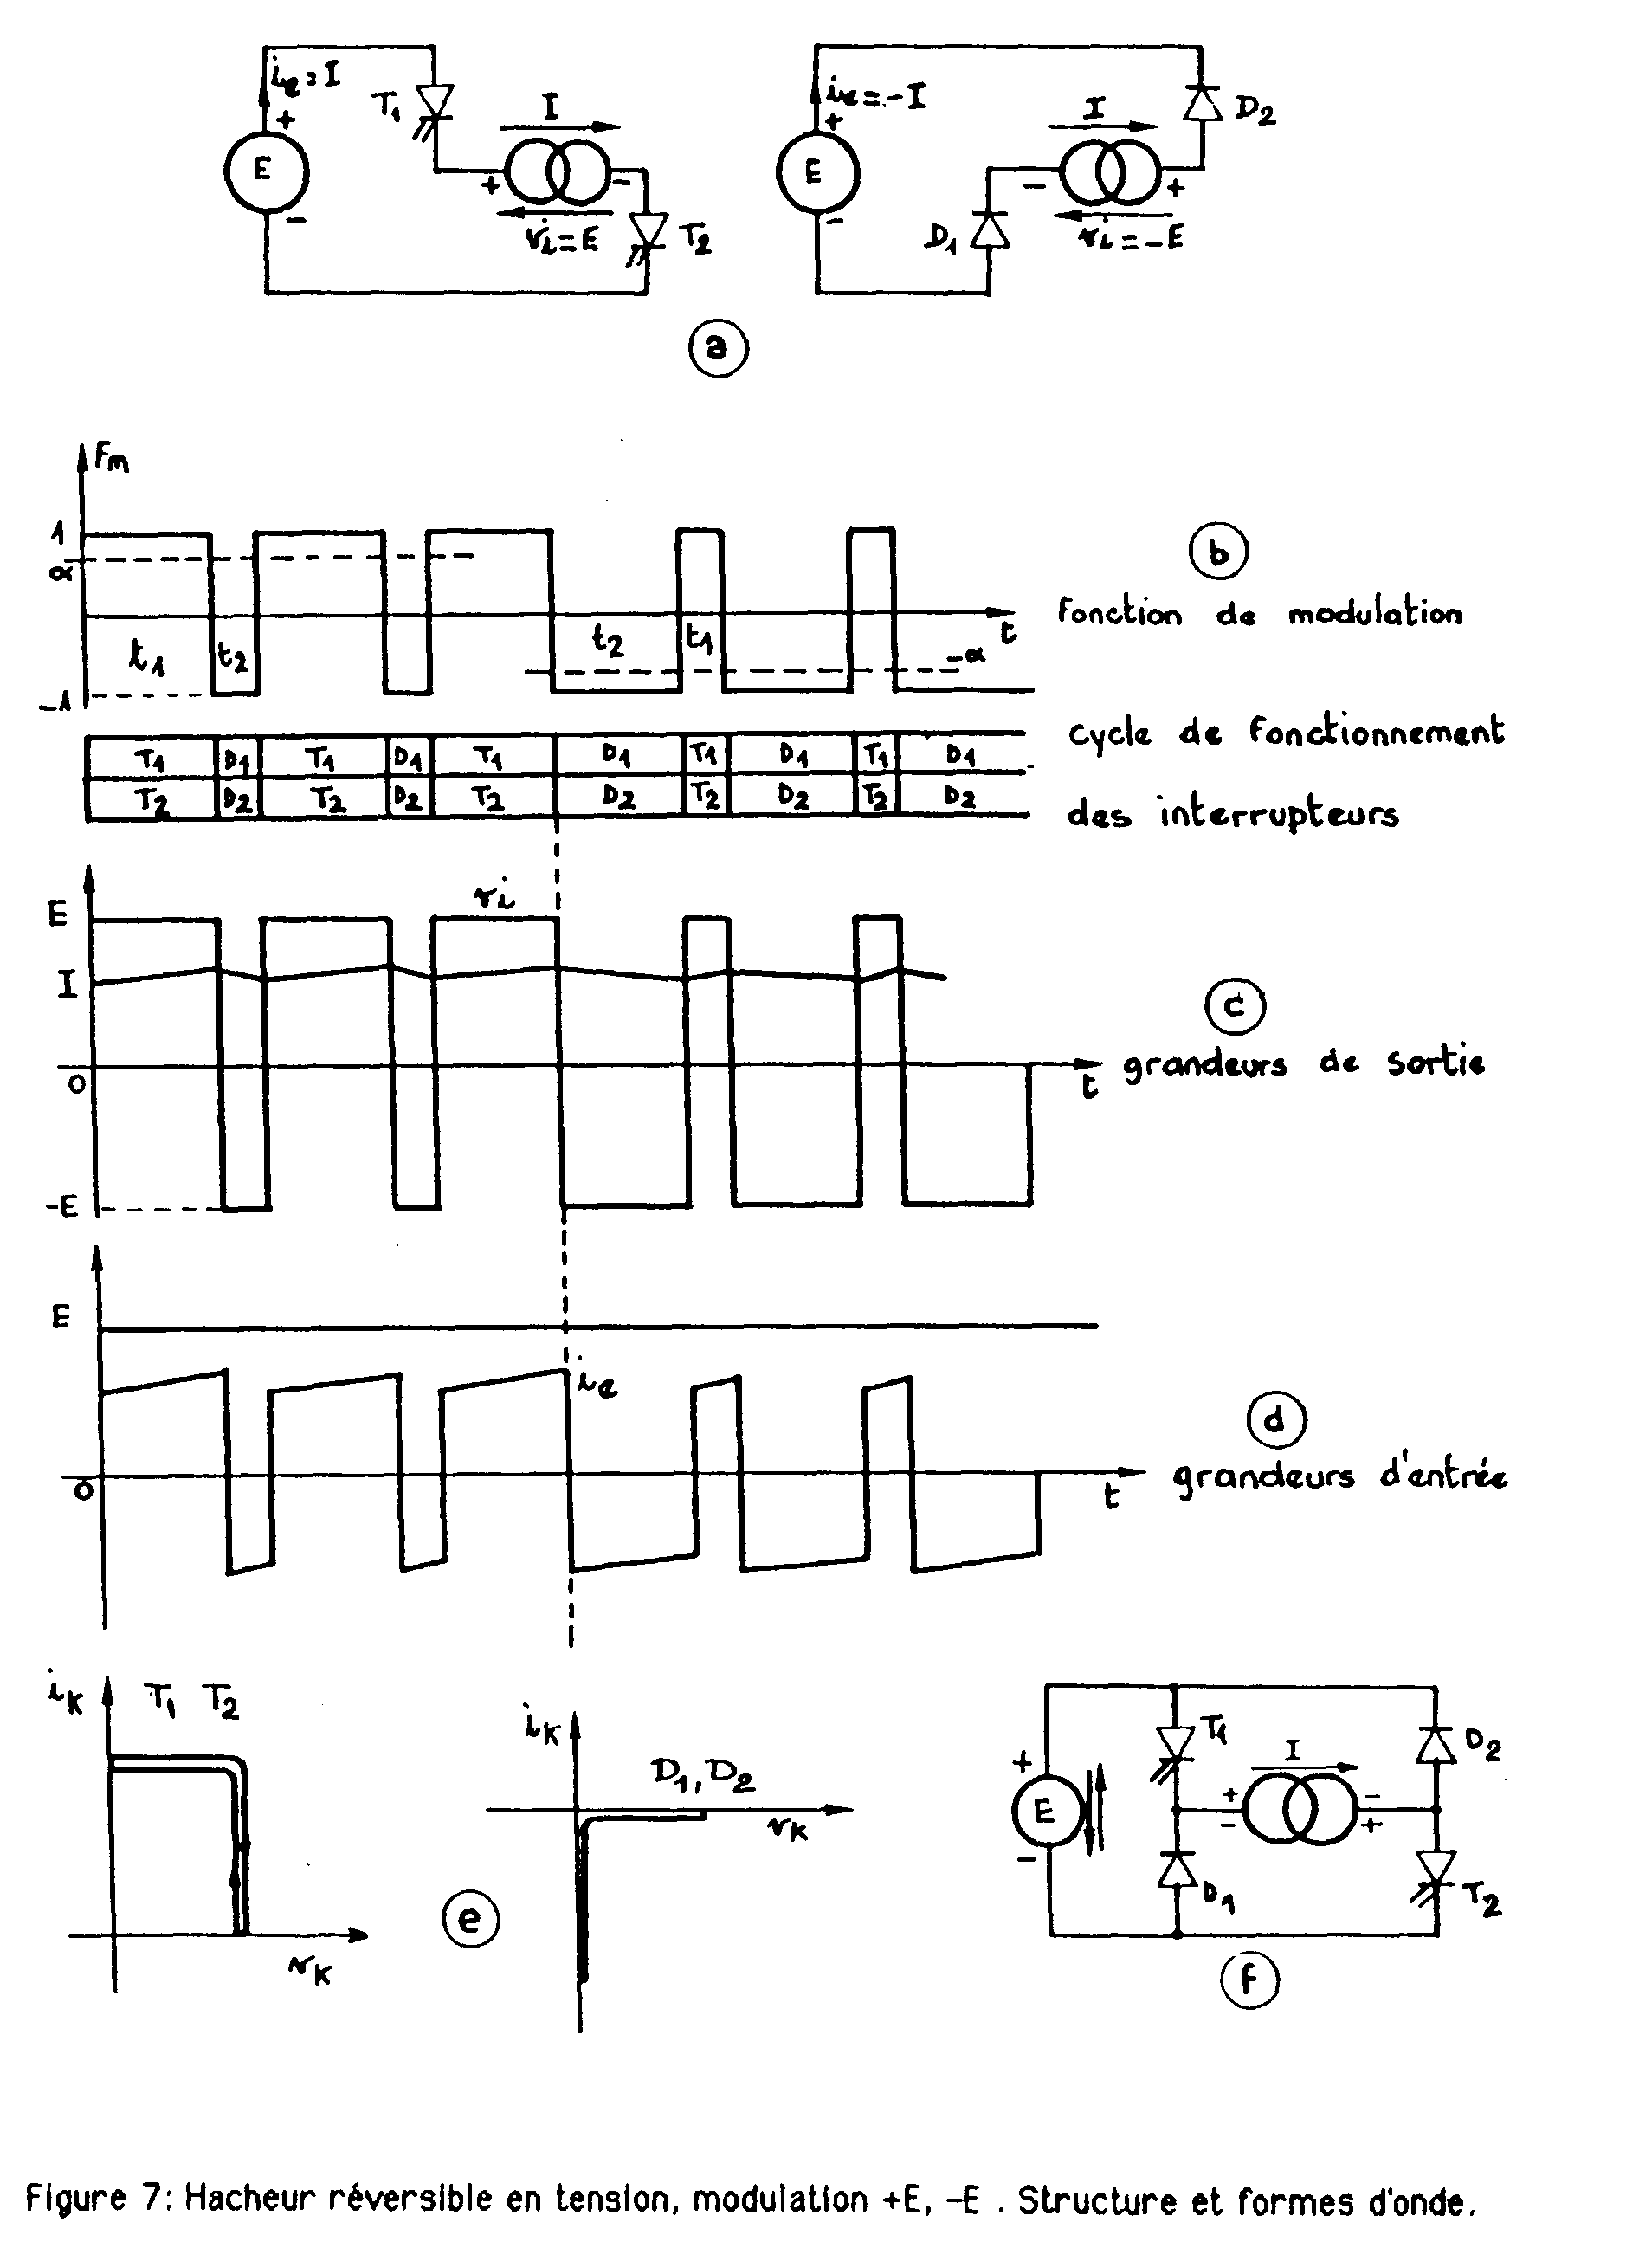 ie = I
T1
I
+
E
+
-
-
vi = E
T2
ie = -I
+
I
D2
E
-
+
-
D1
vi = -E
a
Fm
1
α
b
t2
t1
t
fonction de modulation
t1
t2
-α
-1
cycle de fonctionnement
T1 D1 T1 D1 T1 D1 T1 D1 T1 D1
T2 D2 T2 D2 T2 D2 T2 D2 T2 D2
des interrupteurs
vi
E
I
c
0
t
grandeurs de sortie
-E
E
ie
d
0
t
grandeurs d'entrée
iK
T1 T2
vK
iK
D1, D2
vK
e
+
E
-
T1
I
D2
+ -
- +
D1
T2
f
Figure 7: Hacheur réversible en tension, modulation +E, -E . Structure et formes d'onde.